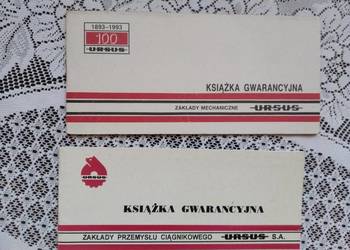 1893-1993
100
URSUS
KSIĄŻKA GWARANCYJNA
ZAKŁADY MECHANICZNE URSUS
URSUS
KSIĄŻKA GWARANCYJNA
ZAKŁADY PRZEMYSŁU CIĄGNIKOWEGO URSUS S.A.